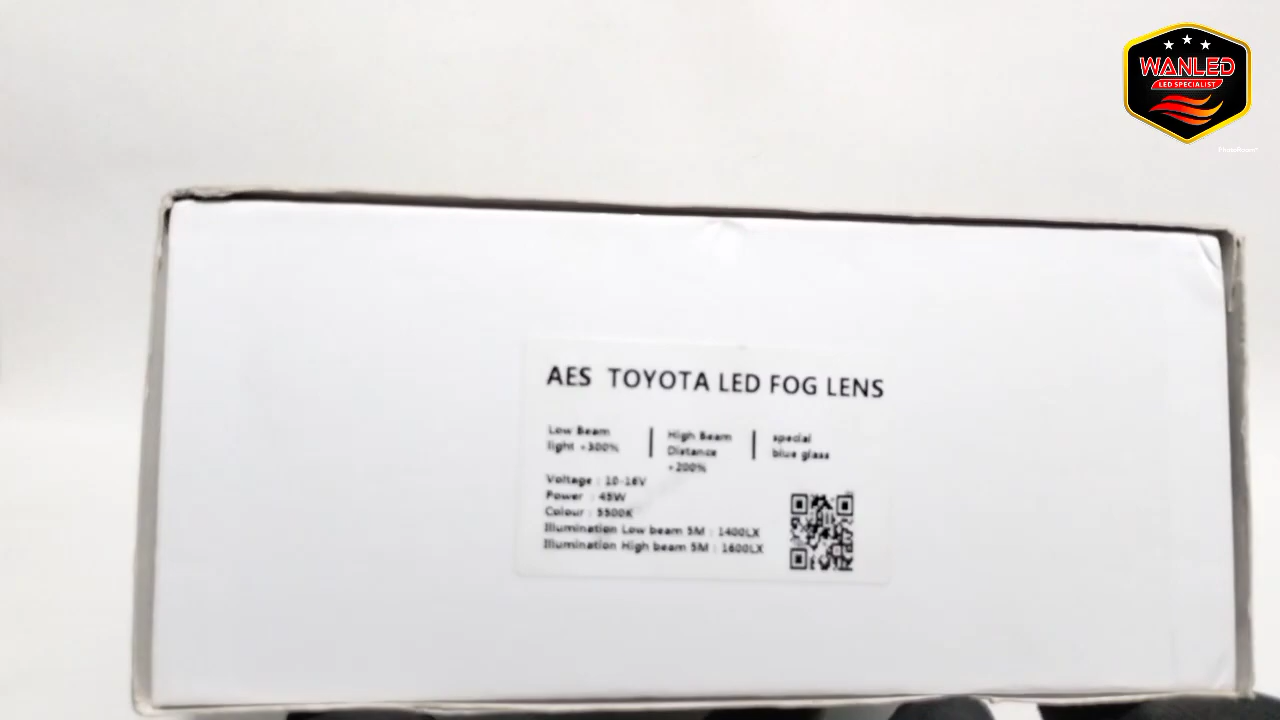 WANLED
LED SPECIALIST
PhotoRoom
AES TOYOTA LED FOG LENS
Low Beam
light +300%
High Beam
Distance
+200%
special
blue glass
Voltage : 10-16V
Power : 45W
Colour : 5500K
Illumination Low beam 5M : 1400LX
Illumination High beam 5M : 1600LX